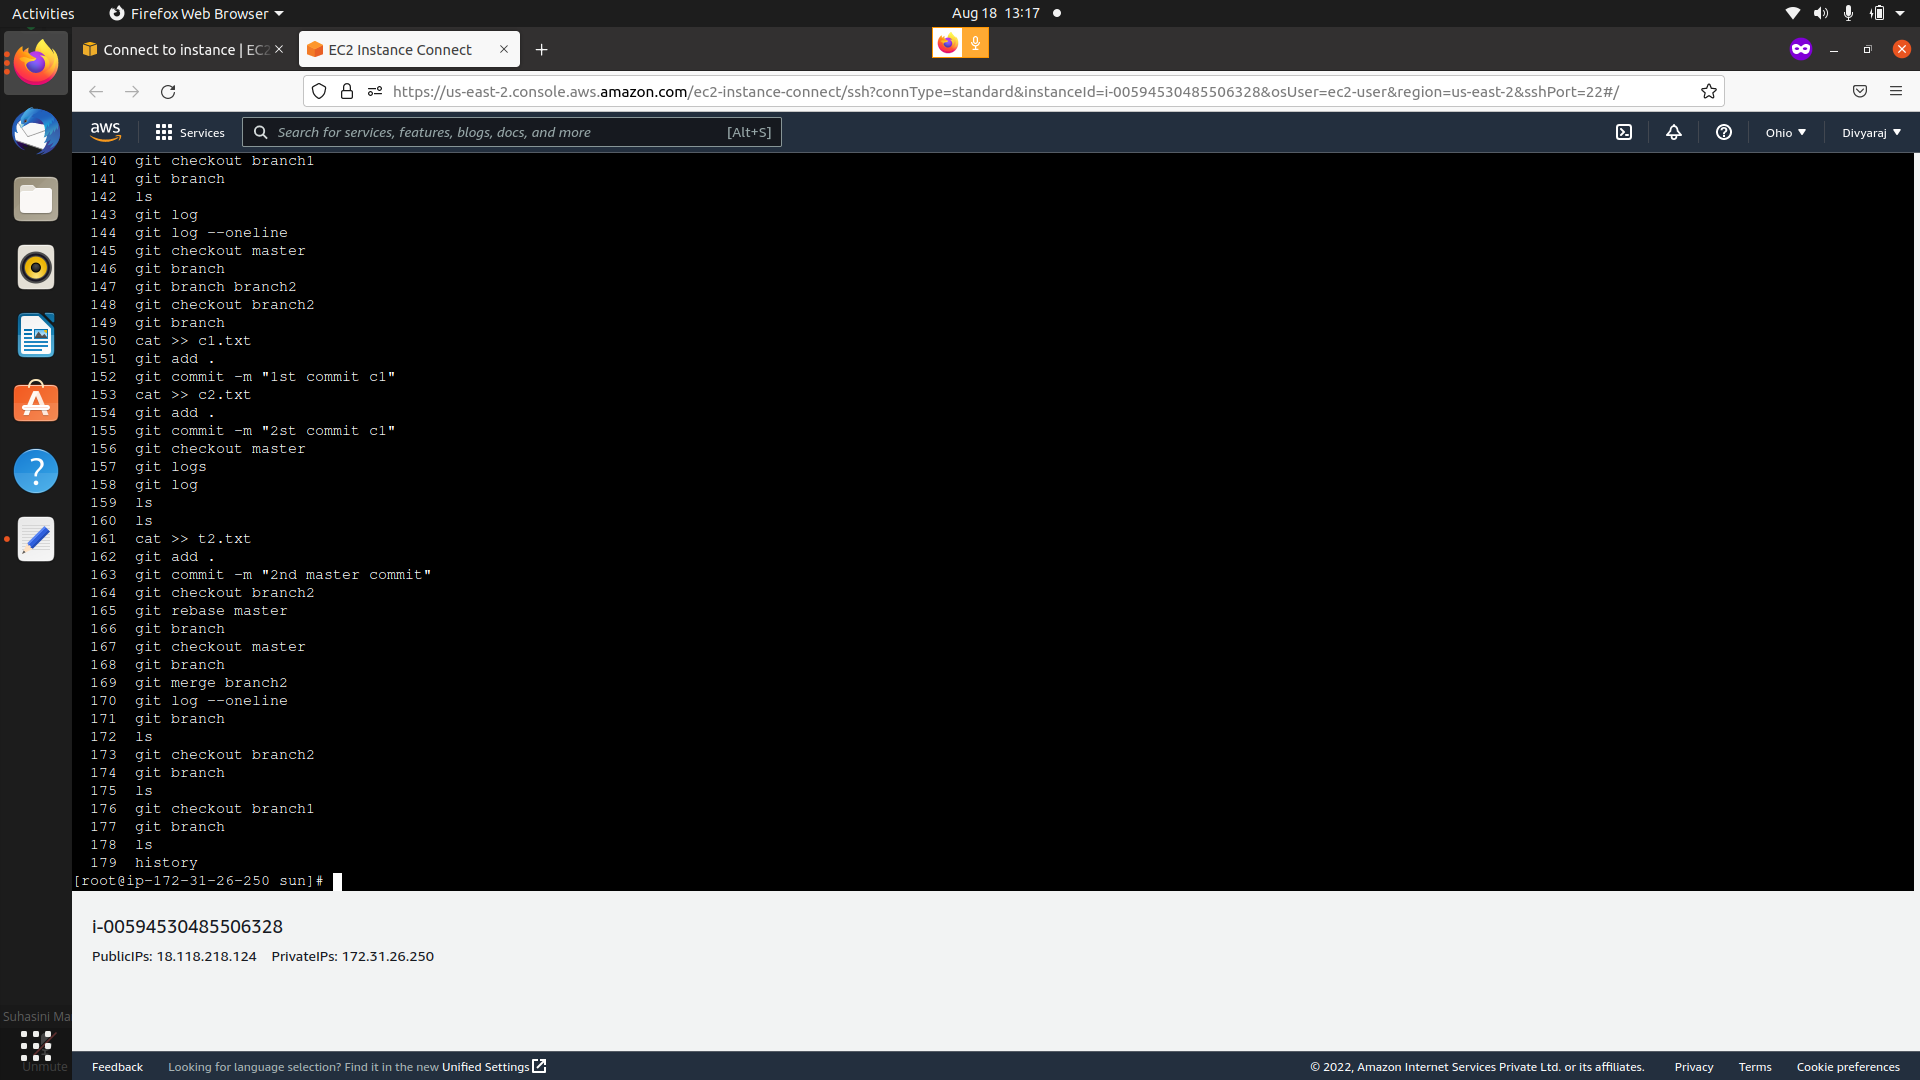 Activities Firefox Web Browser Aug 18 13:17
Connect to instance | EC2 EC2 Instance Connect
https://us-east-2.console.aws.amazon.com/ec2-instance-connect/ssh?connType=standard&instanceId=i-00594530485506328&osUser=ec2-user&region=us-east-2&sshPort=22#/
aws Services Search for services, features, blogs, docs, and more [Alt+S] Ohio Divyaraj
140 git checkout branch1
141 git branch
142 ls
143 git log
144 git log --oneline
145 git checkout master
146 git branch
147 git branch branch2
148 git checkout branch2
149 git branch
150 cat >> c1.txt
151 git add .
152 git commit -m "1st commit c1"
153 cat >> c2.txt
154 git add .
155 git commit -m "2st commit c1"
156 git checkout master
157 git logs
158 git log
159 ls
160 ls
161 cat >> t2.txt
162 git add .
163 git commit -m "2nd master commit"
164 git checkout branch2
165 git rebase master
166 git branch
167 git checkout master
168 git branch
169 git merge branch2
170 git log --oneline
171 git branch
172 ls
173 git checkout branch2
174 git branch
175 ls
176 git checkout branch1
177 git branch
178 ls
179 history
[root@ip-172-31-26-250 sun]#
i-00594530485506328
PublicIPs: 18.118.218.124 PrivateIPs: 172.31.26.250
Suhasini Ma
Unmute
Feedback Looking for language selection? Find it in the new Unified Settings © 2022, Amazon Internet Services Private Ltd. or its affiliates. Privacy Terms Cookie preferences